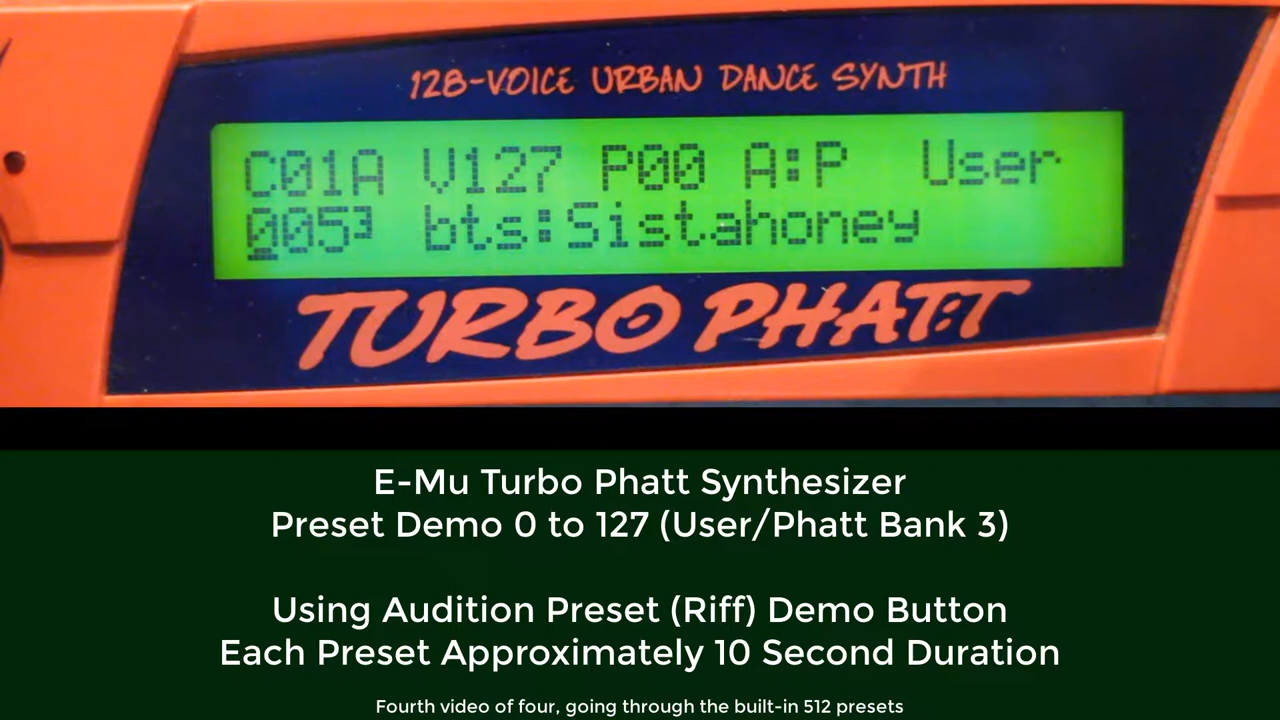 128-VOICE URBAN DANCE SYNTH
C01A V127 P00 A:P User
005³ bts:Sistahoney
TURBO PHATT
E-Mu Turbo Phatt Synthesizer
Preset Demo 0 to 127 (User/Phatt Bank 3)
Using Audition Preset (Riff) Demo Button
Each Preset Approximately 10 Second Duration
Fourth video of four, going through the built-in 512 presets